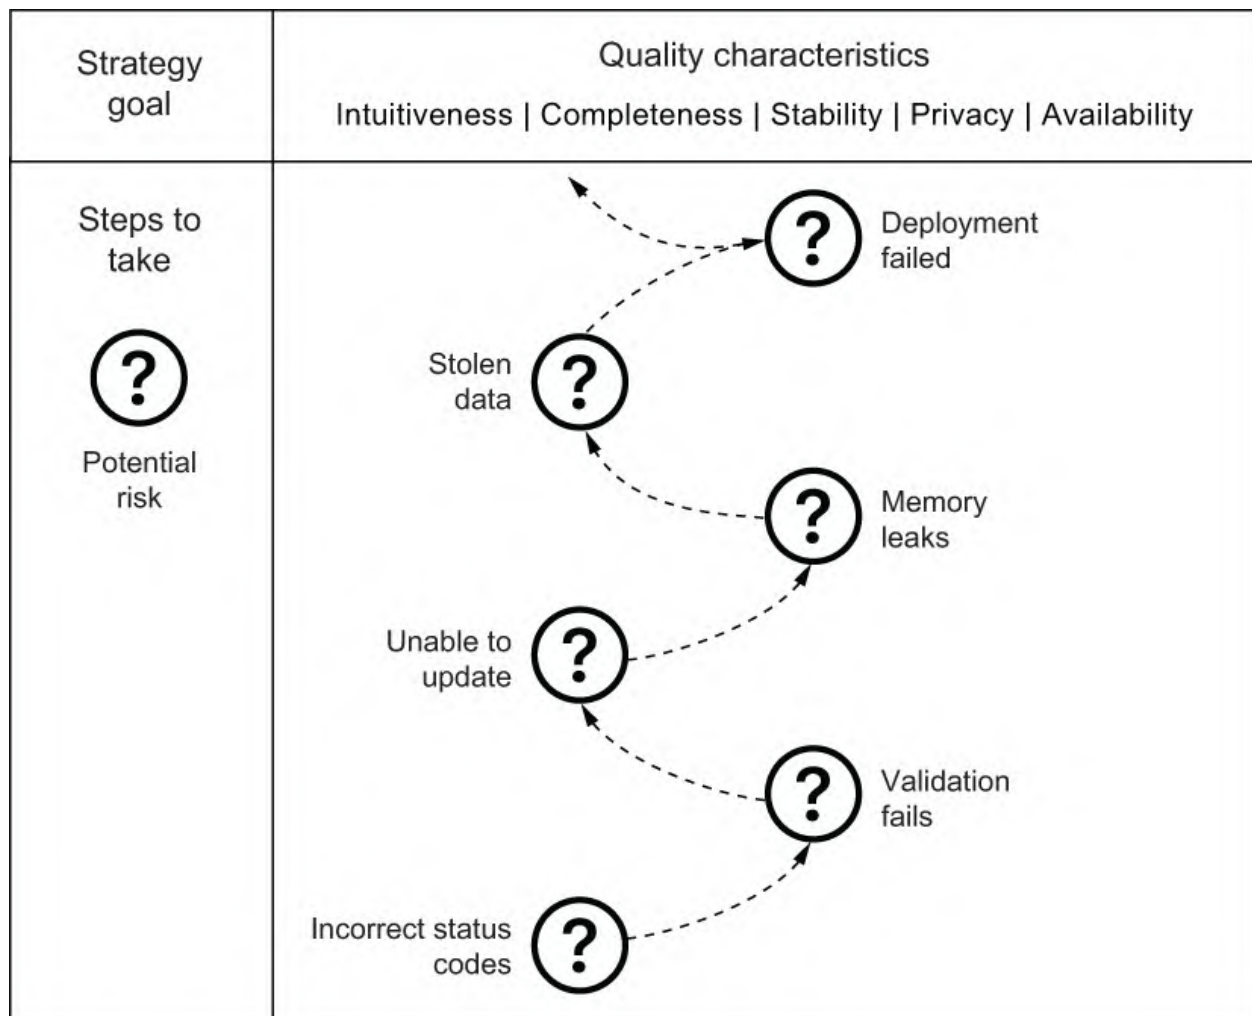 Strategy
goal
Quality characteristics
Intuitiveness | Completeness | Stability | Privacy | Availability
Steps to
take
?
Potential
risk
?
Deployment
failed
Stolen
data
?
?
Memory
leaks
Unable to
update
?
?
Validation
fails
Incorrect status
codes
?